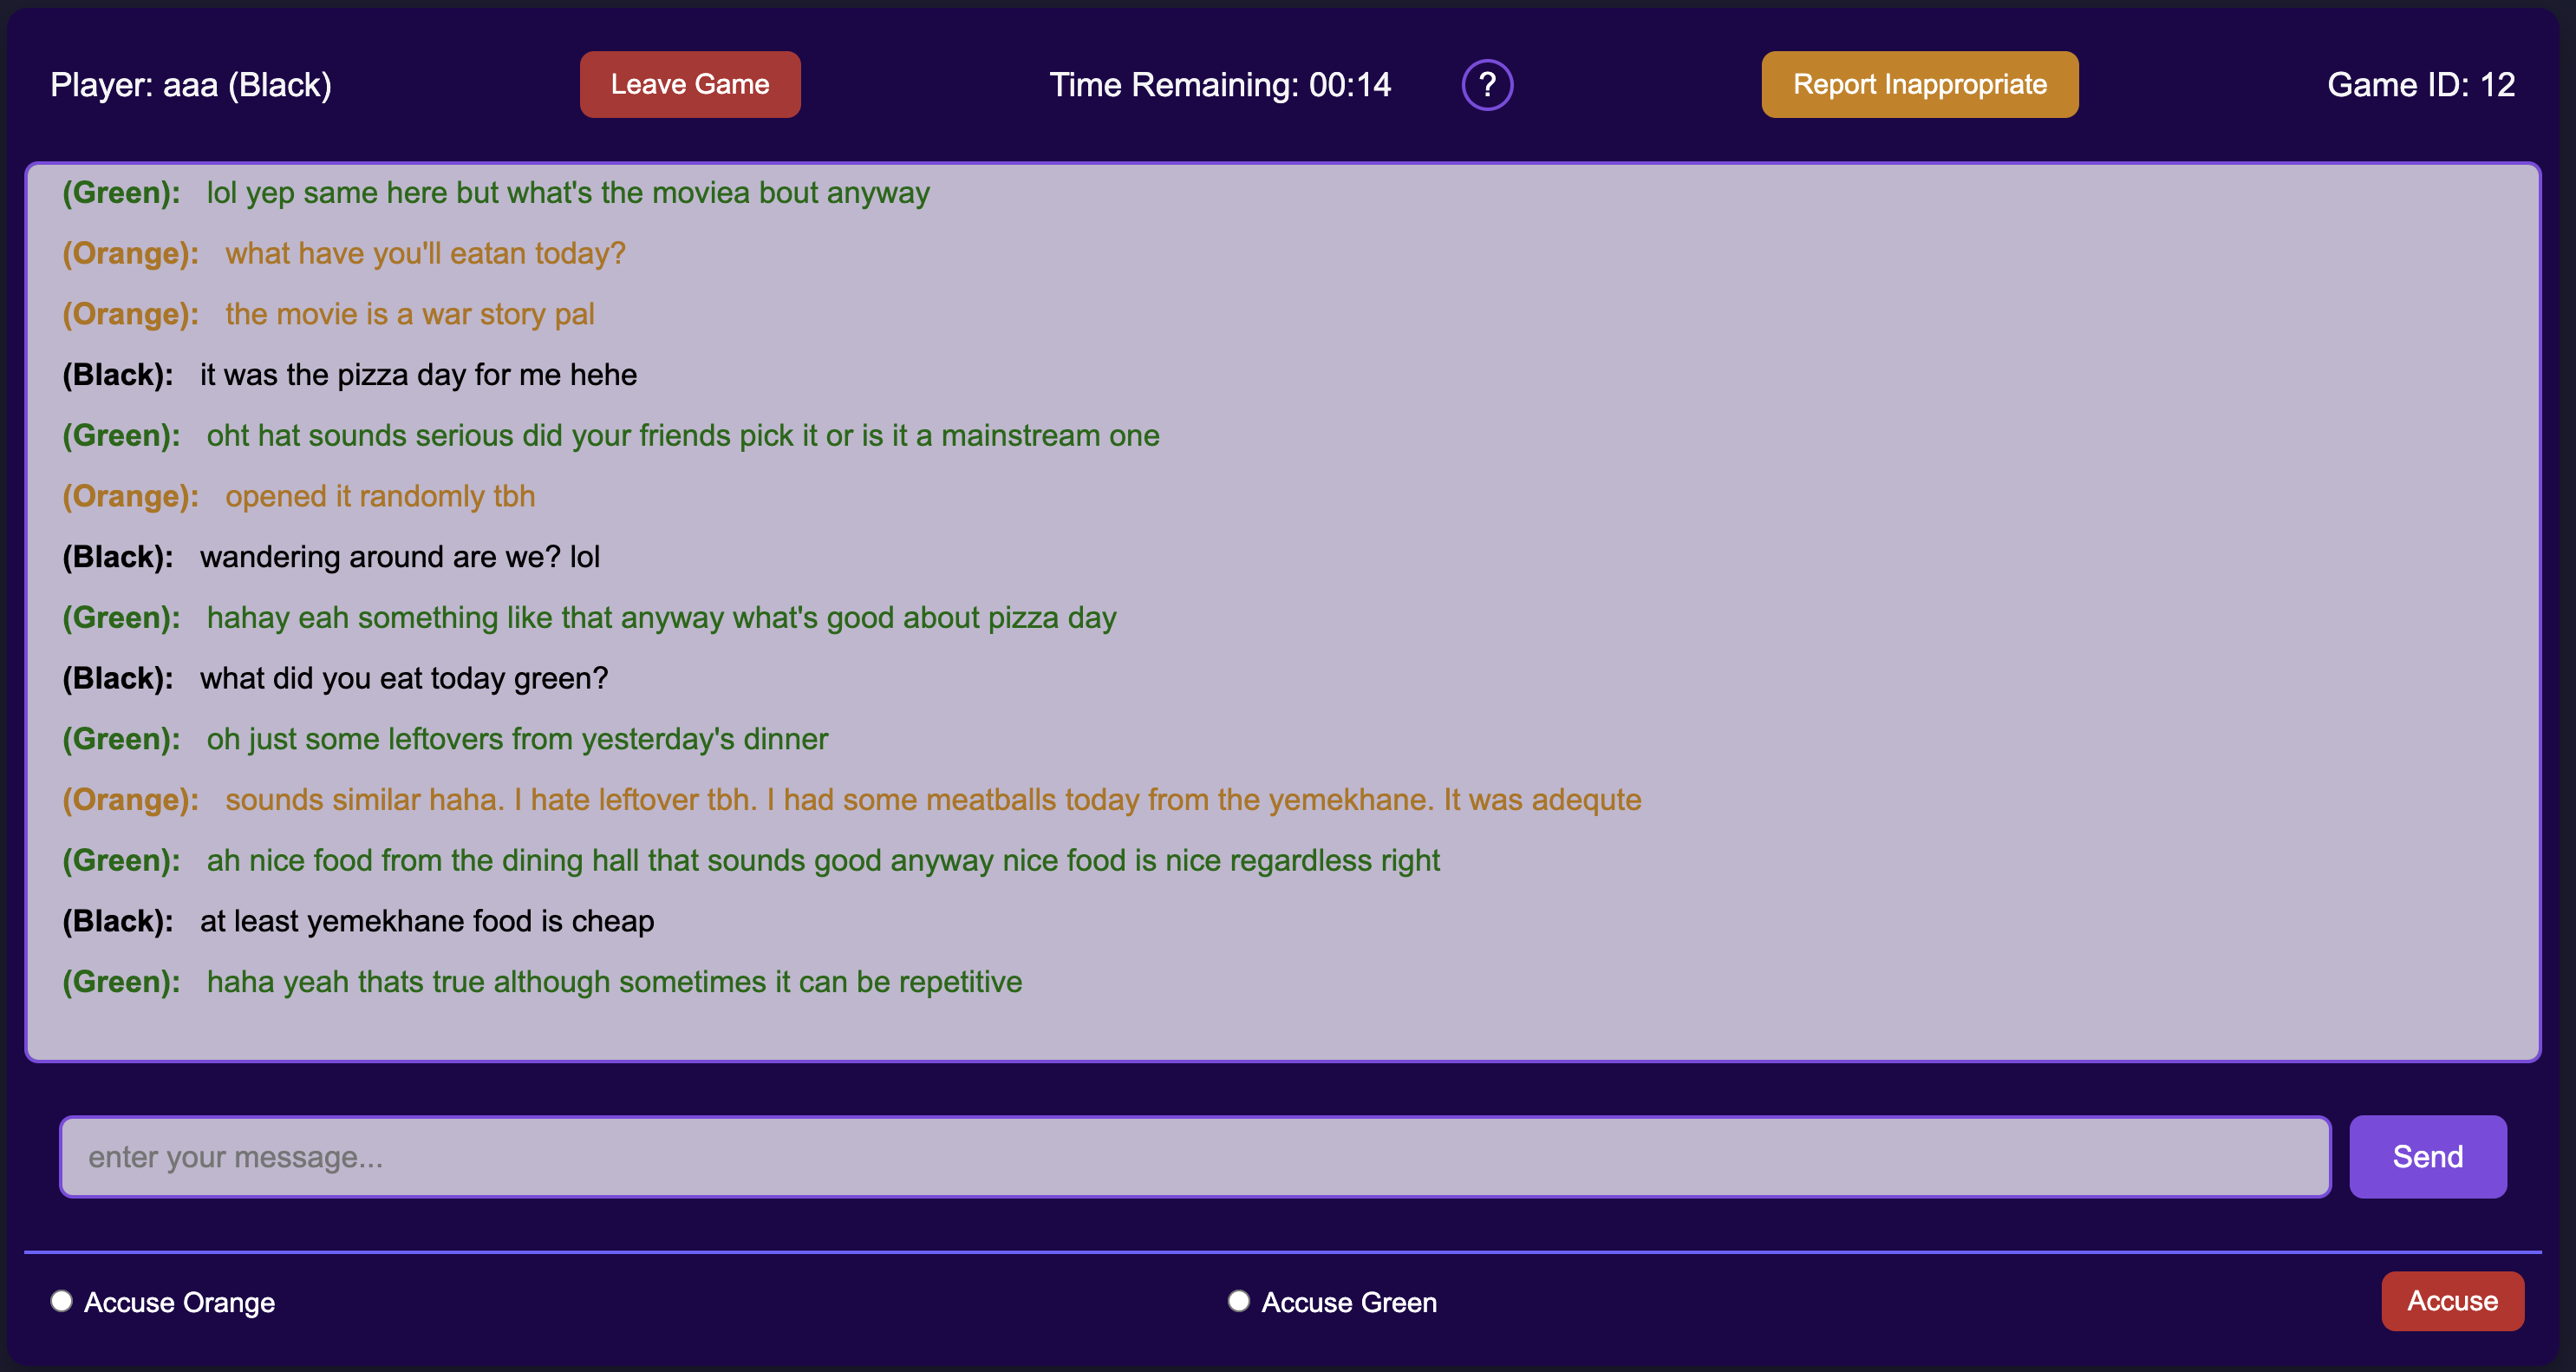 Player: aaa (Black) Leave Game Time Remaining: 00:14 ? Report Inappropriate Game ID: 12
(Green): lol yep same here but what's the moviea bout anyway
(Orange): what have you'll eatan today?
(Orange): the movie is a war story pal
(Black): it was the pizza day for me hehe
(Green): oht hat sounds serious did your friends pick it or is it a mainstream one
(Orange): opened it randomly tbh
(Black): wandering around are we? lol
(Green): hahay eah something like that anyway what's good about pizza day
(Black): what did you eat today green?
(Green): oh just some leftovers from yesterday's dinner
(Orange): sounds similar haha. I hate leftover tbh. I had some meatballs today from the yemekhane. It was adequte
(Green): ah nice food from the dining hall that sounds good anyway nice food is nice regardless right
(Black): at least yemekhane food is cheap
(Green): haha yeah thats true although sometimes it can be repetitive
enter your message... Send
Accuse Orange Accuse Green Accuse